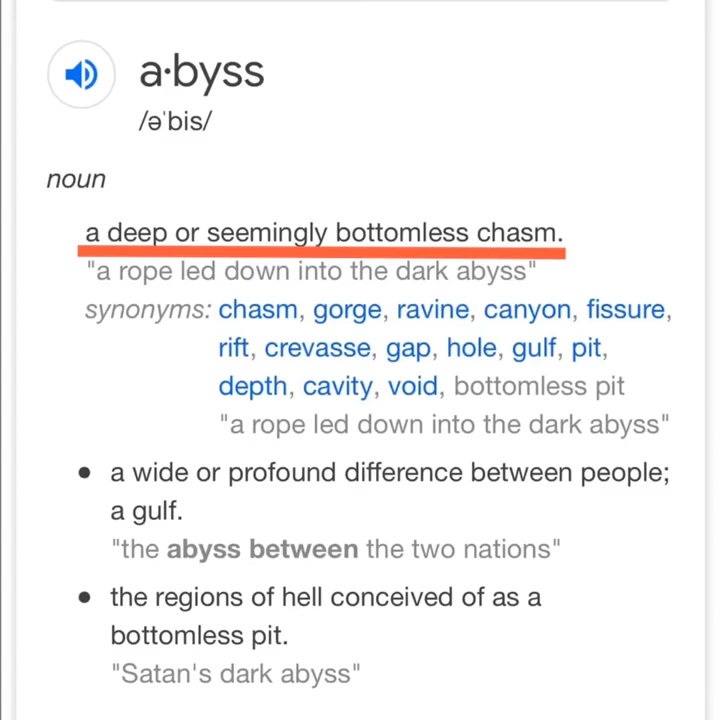 a·byss
/əˈbis/
noun
a deep or seemingly bottomless chasm.
"a rope led down into the dark abyss"
synonyms: chasm, gorge, ravine, canyon, fissure,
rift, crevasse, gap, hole, gulf, pit,
depth, cavity, void, bottomless pit
"a rope led down into the dark abyss"
• a wide or profound difference between people;
a gulf.
"the abyss between the two nations"
• the regions of hell conceived of as a
bottomless pit.
"Satan's dark abyss"